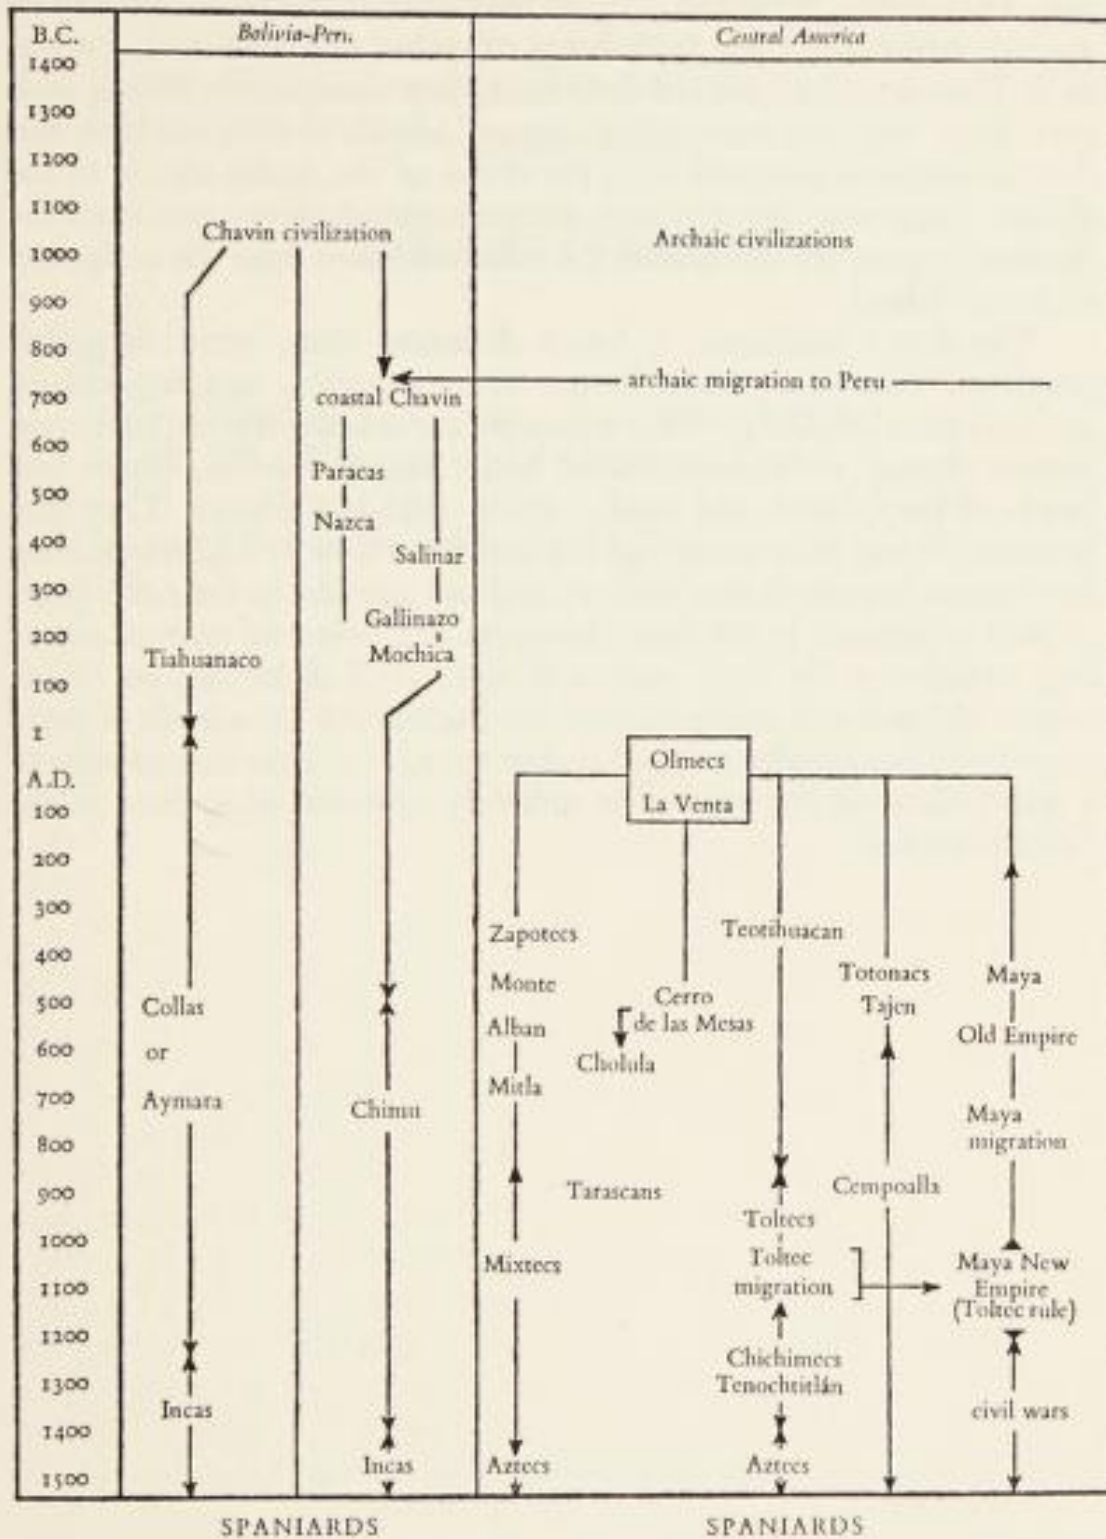 B.C.
Bolivia-Peru.
Central America
1400
1300
1200
1100
Chavin civilization
Archaic civilizations
1000
900
800
archaic migration to Peru
700
coastal Chavin
600
Paracas
500
Nazca
400
Salinar
300
Gallinazo
200
Mochica
Tiahuanaco
100
1
Olmecs
A.D.
La Venta
100
200
300
Zapotecs
Teotihuacan
400
Totonacs
Maya
Monte
Cerro
500
Collas
Tajen
de las Mesas
Alban
Old Empire
600
or
Cholula
Mitla
700
Aymara
Chimu
Maya
migration
800
900
Tarascans
Cempoalla
Toltecs
1000
Mixtecs
Toltec
migration
Maya New
Empire
(Toltec rule)
1100
1200
Chichimecs
Tenochtitlán
1300
Incas
civil wars
1400
Incas
Aztecs
Aztecs
1500
SPANIARDS
SPANIARDS